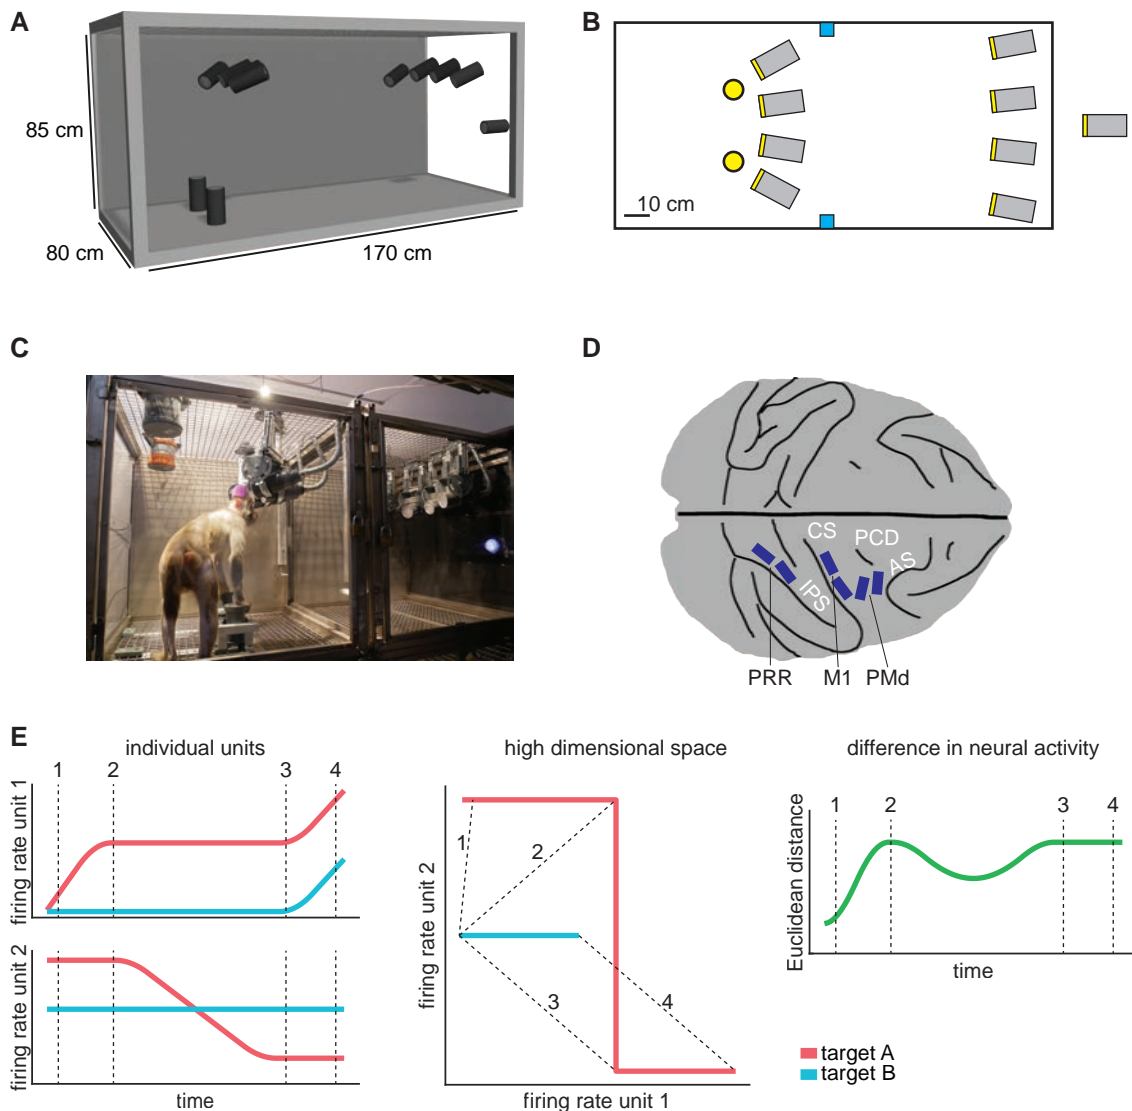 A
85 cm
80 cm
170 cm
B
10 cm
C
D
CS
PCD
AS
IPS
PRR
M1
PMd
E
individual units
1
2
3
4
firing rate unit 1
firing rate unit 2
time
high dimensional space
1
2
3
4
firing rate unit 2
firing rate unit 1
difference in neural activity
1
2
3
4
Euclidean distance
time
target A
target B